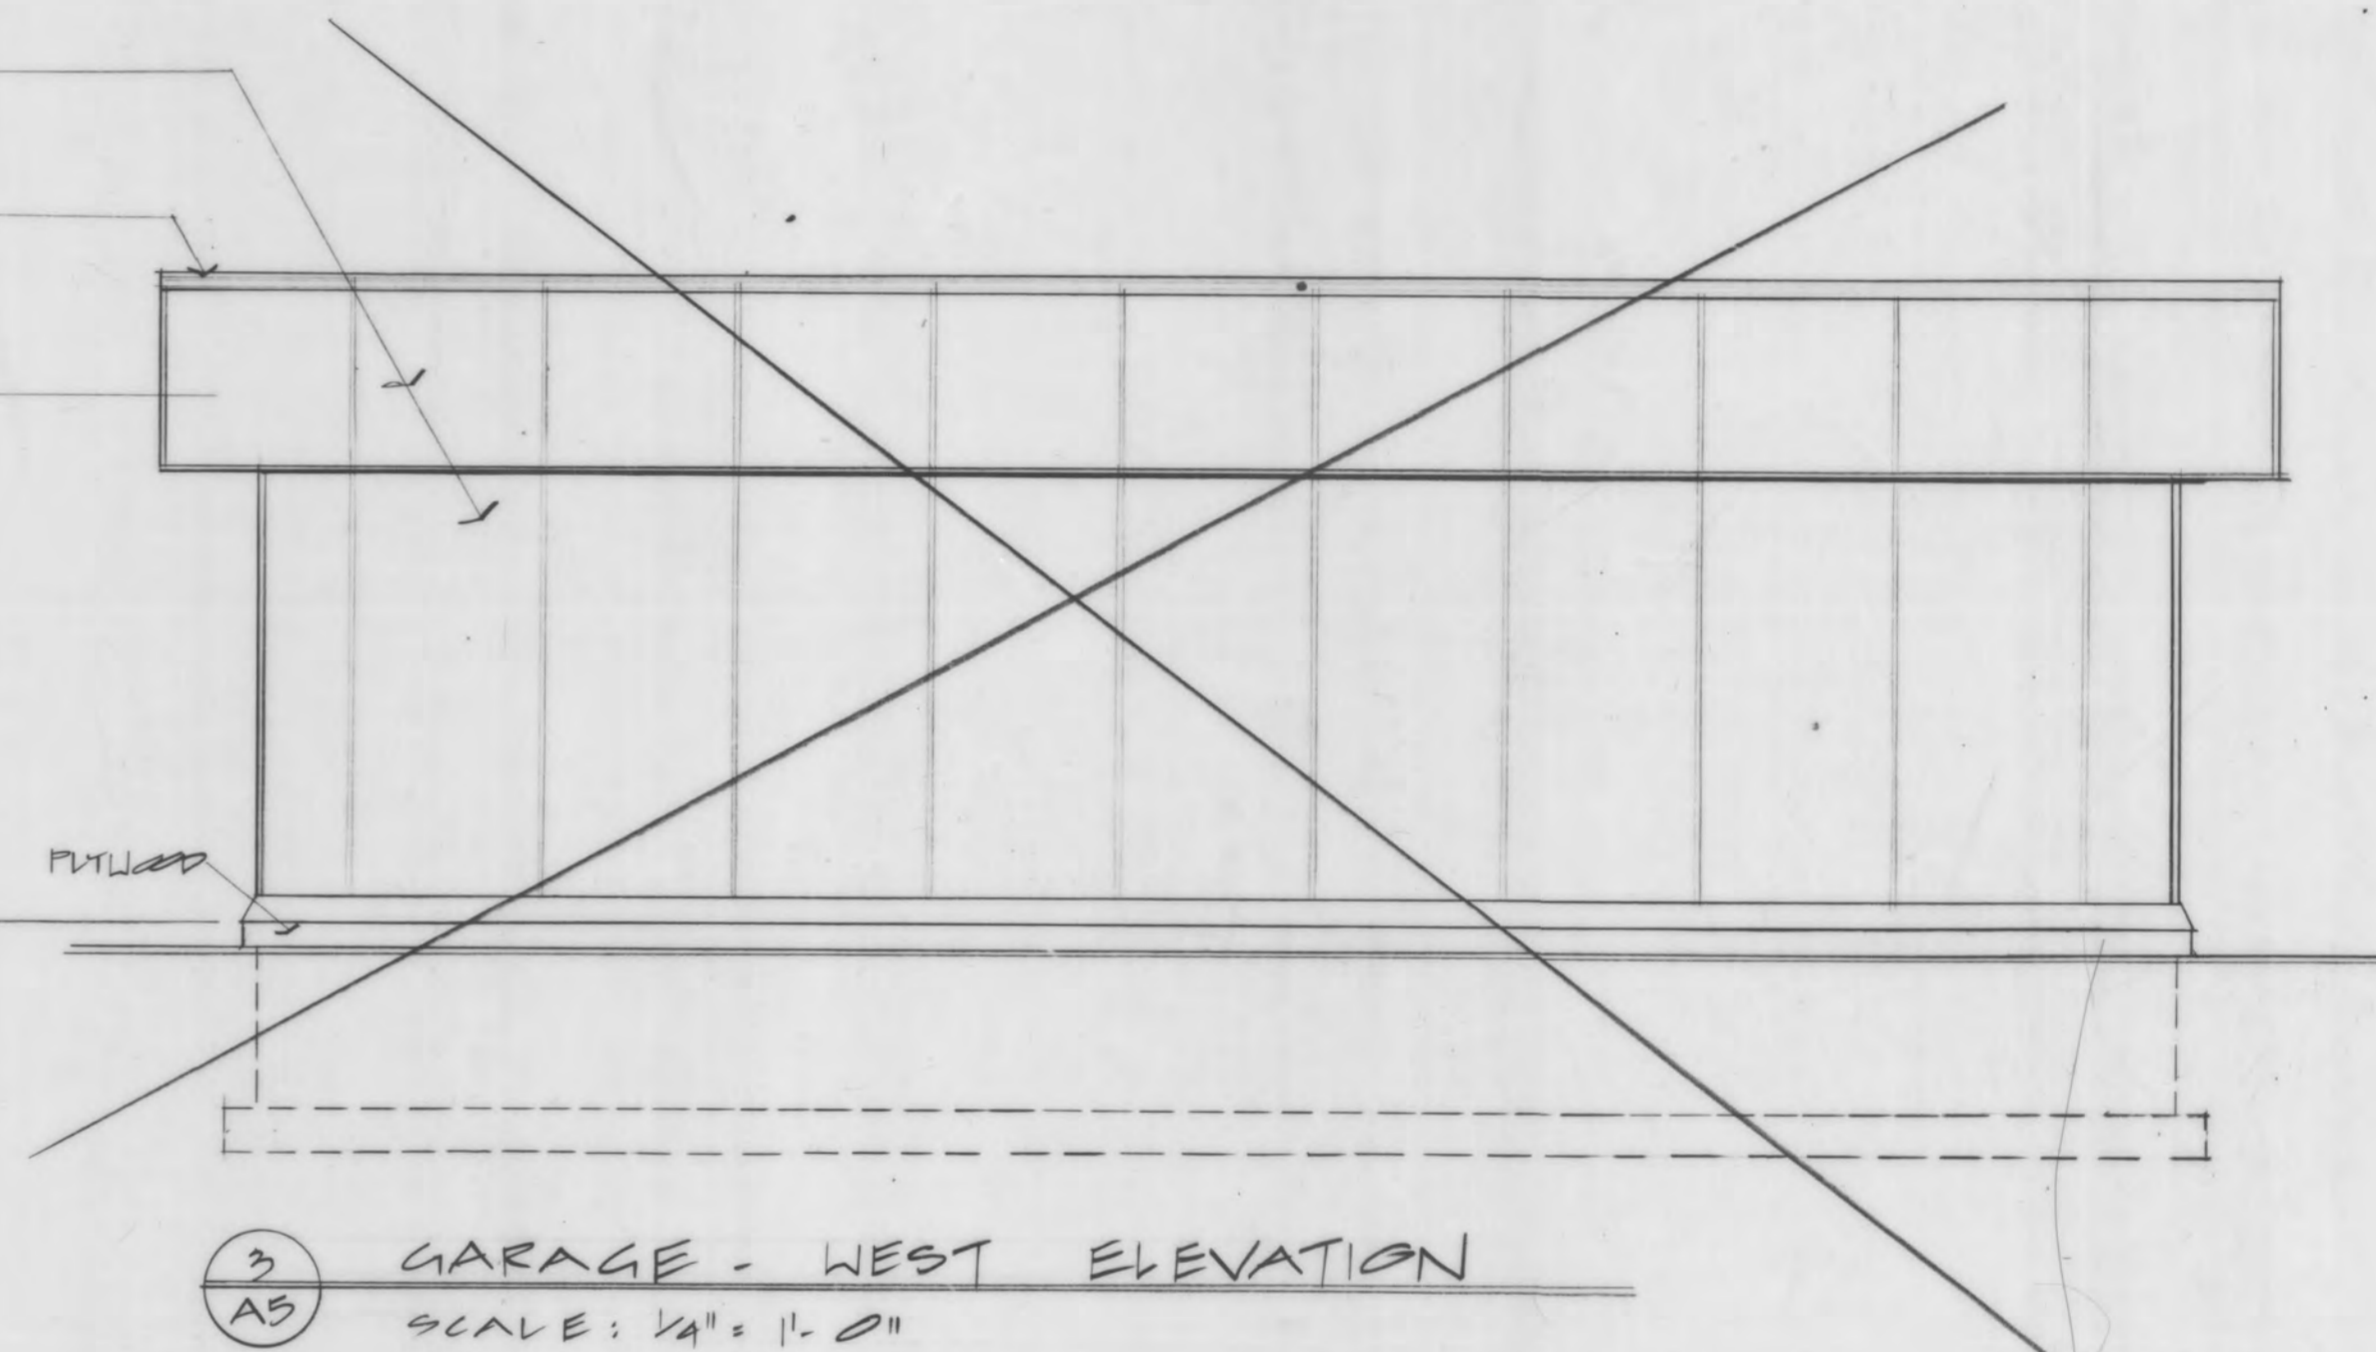 PLYWOOD
3
A5
GARAGE - WEST ELEVATION
SCALE: 1/4" = 1'- 0"